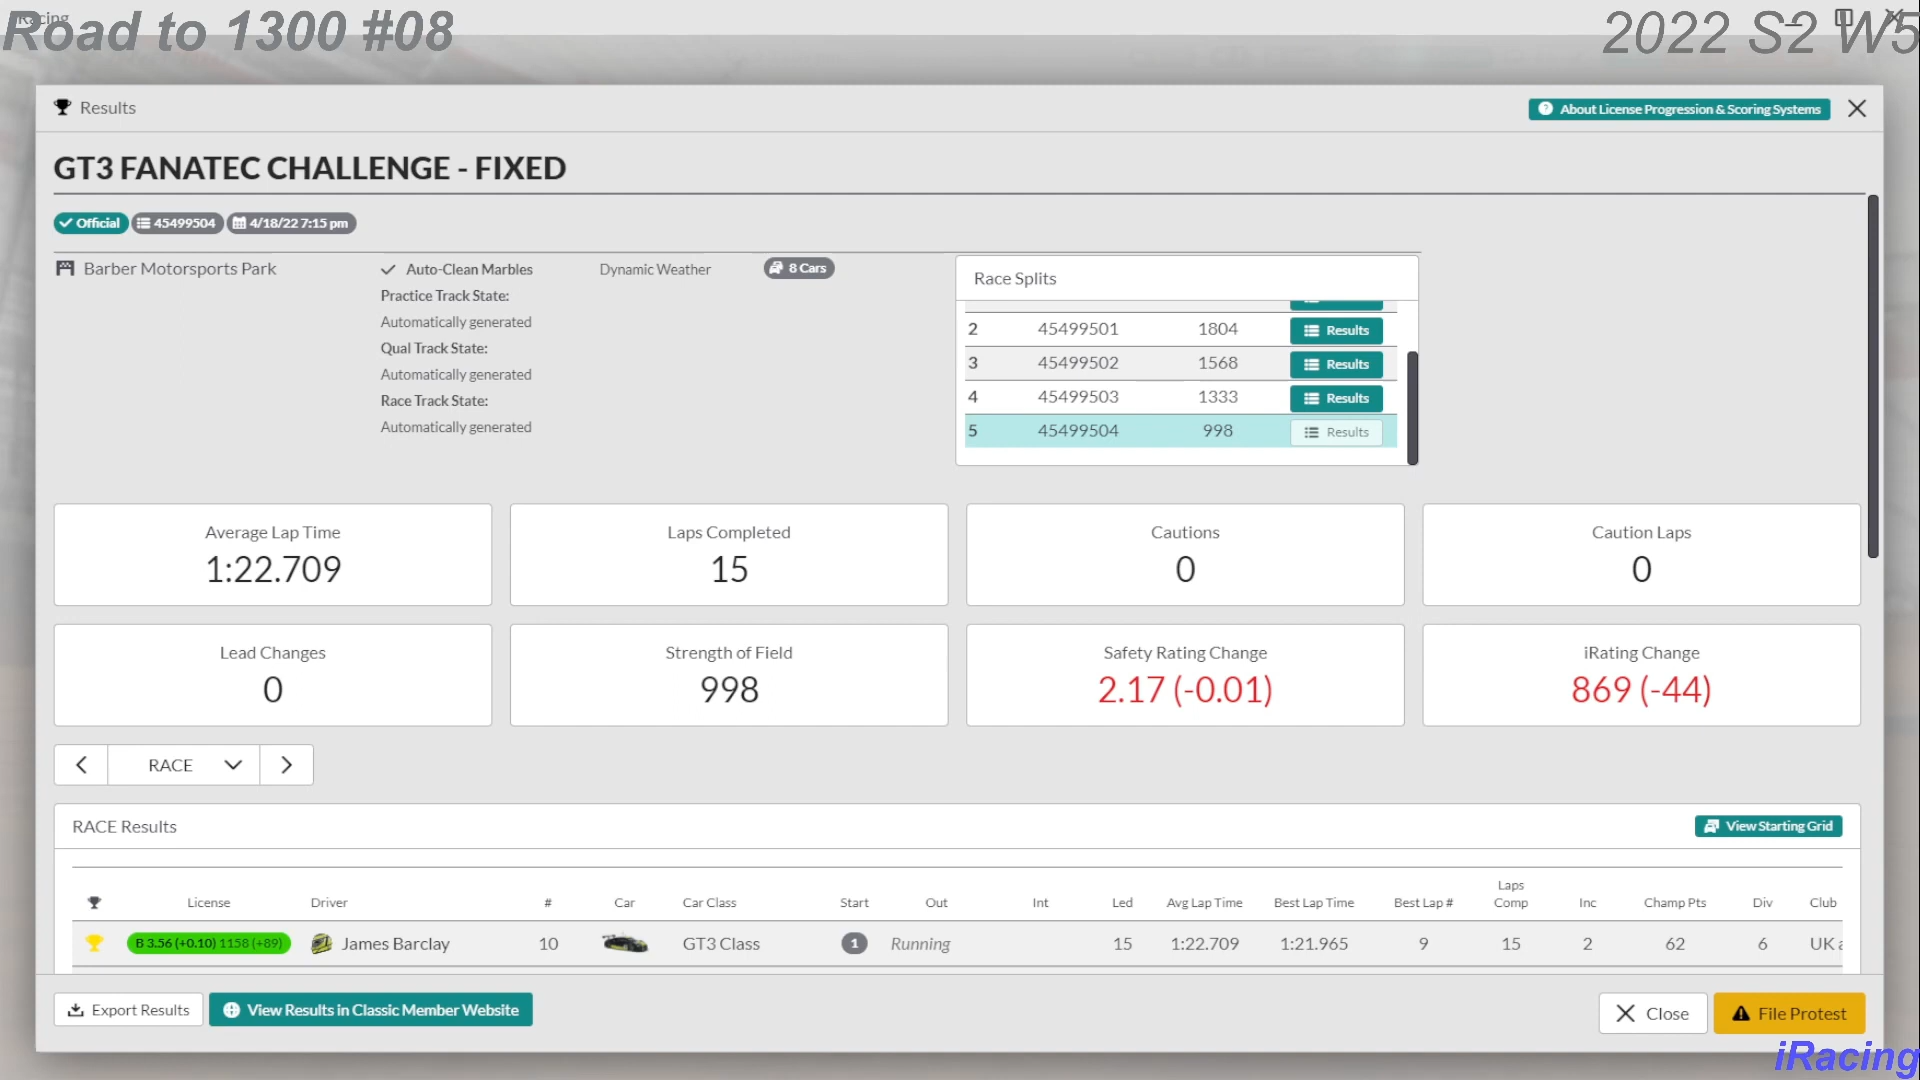 Road to 1300 #08
2022 S2 W5
Results
About License Progression & Scoring Systems
GT3 FANATEC CHALLENGE - FIXED
Official
45499504
4/18/22 7:15 pm
Barber Motorsports Park
Auto-Clean Marbles
Dynamic Weather
8 Cars
Practice Track State:
Automatically generated
Qual Track State:
Automatically generated
Race Track State:
Automatically generated
Race Splits
2 45499501 1804 Results
3 45499502 1568 Results
4 45499503 1333 Results
5 45499504 998 Results
Average Lap Time
1:22.709
Laps Completed
15
Cautions
0
Caution Laps
0
Lead Changes
0
Strength of Field
998
Safety Rating Change
2.17 (-0.01)
iRating Change
869 (-44)
RACE
RACE Results
View Starting Grid
License Driver # Car Car Class Start Out Int Led Avg Lap Time Best Lap Time Best Lap # Laps Comp Inc Champ Pts Div Club
B 3.56 (+0.10) 1158 (+89) James Barclay 10 GT3 Class 1 Running 15 1:22.709 1:21.965 9 15 2 62 6 UK
Export Results
View Results in Classic Member Website
Close
File Protest
iRacing